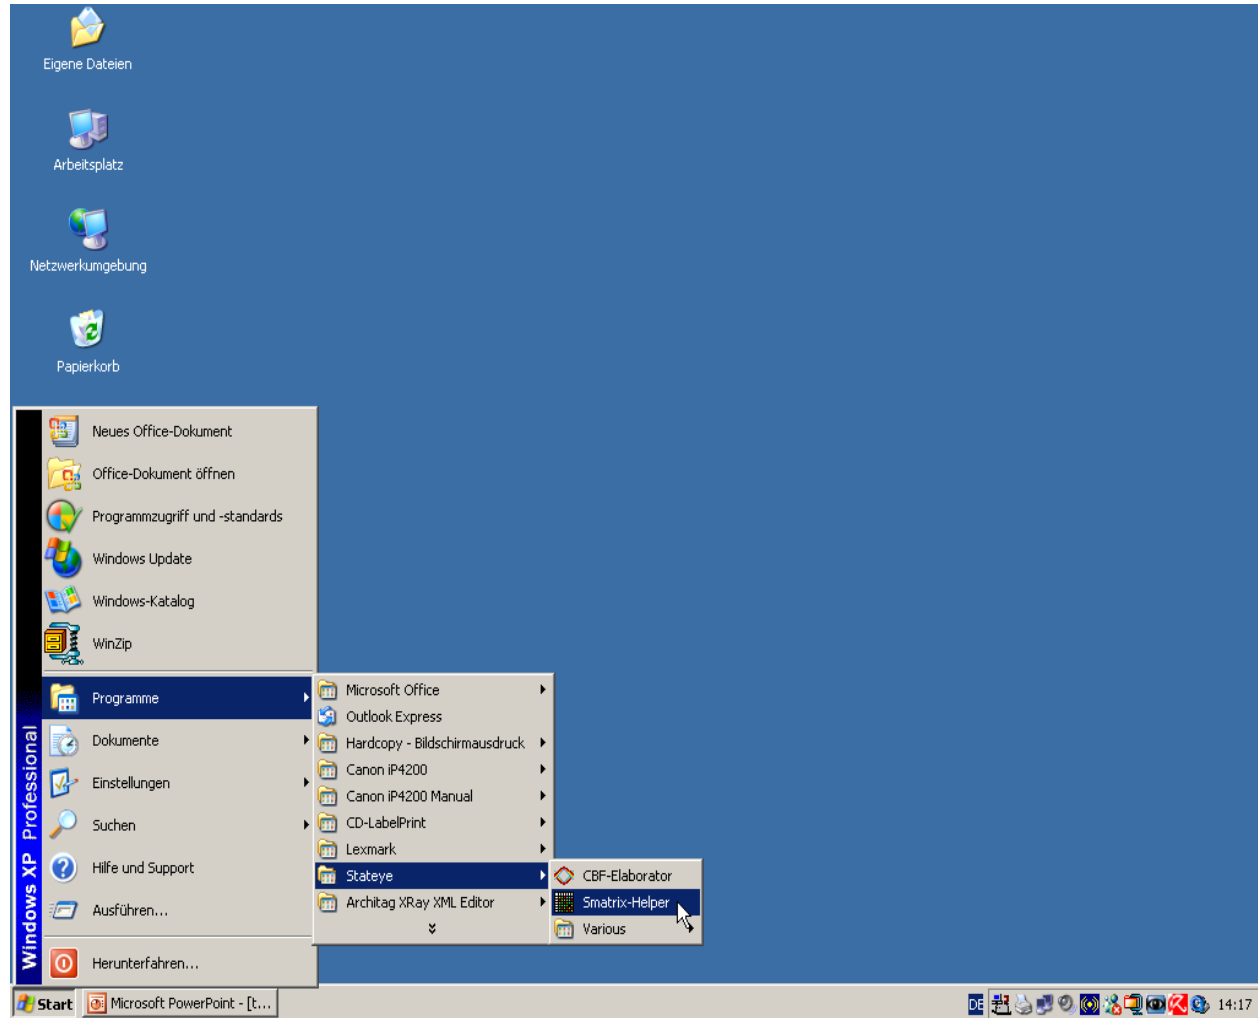 Eigene Dateien
Arbeitsplatz
Netzwerkumgebung
Papierkorb
Neues Office-Dokument
Office-Dokument öffnen
Programmzugriff und -standards
Windows Update
Windows-Katalog
WinZip
Programme
Dokumente
Einstellungen
Suchen
Hilfe und Support
Ausführen...
Herunterfahren...
Windows XP Professional
Microsoft Office
Outlook Express
Hardcopy - Bildschirmausdruck
Canon iP4200
Canon iP4200 Manual
CD-LabelPrint
Lexmark
Stateye
Architag XRay XML Editor
CBF-Elaborator
Smatrix-Helper
Various
Start
Microsoft PowerPoint - [t...
DE
14:17